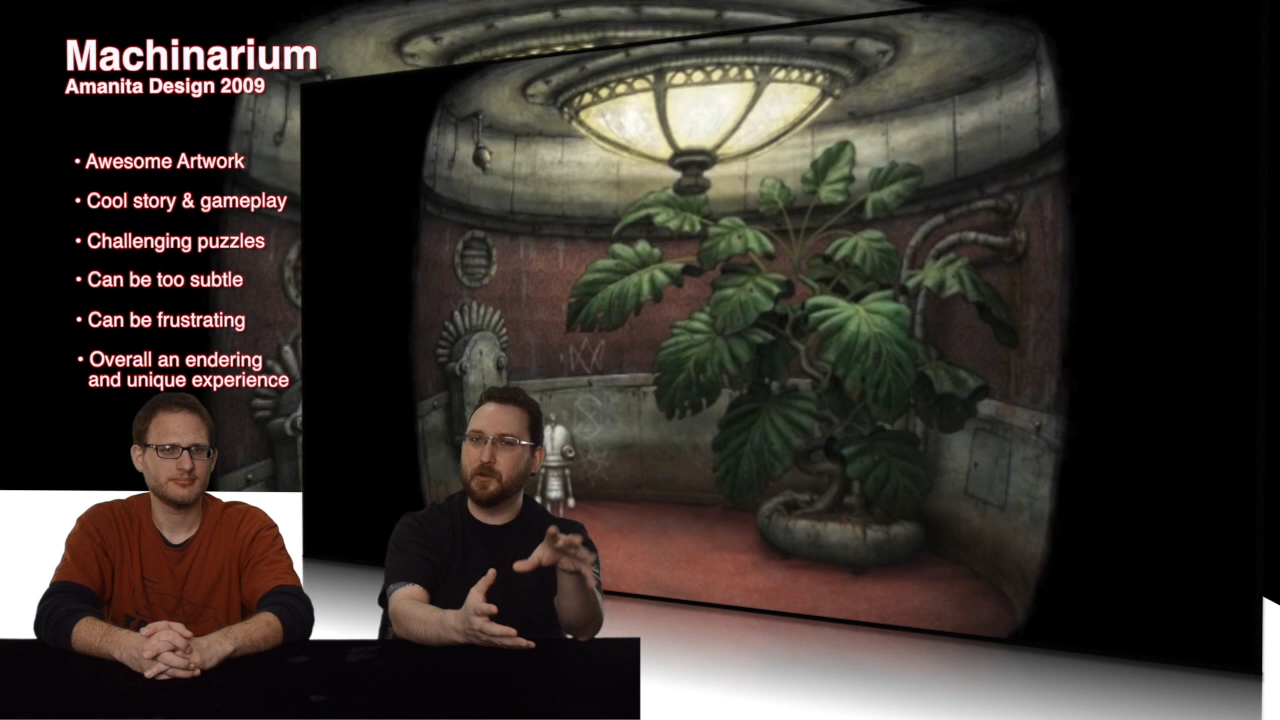 Machinarium
Amanita Design 2009
• Awesome Artwork
• Cool story & gameplay
• Challenging puzzles
• Can be too subtle
• Can be frustrating
• Overall an endering
and unique experience